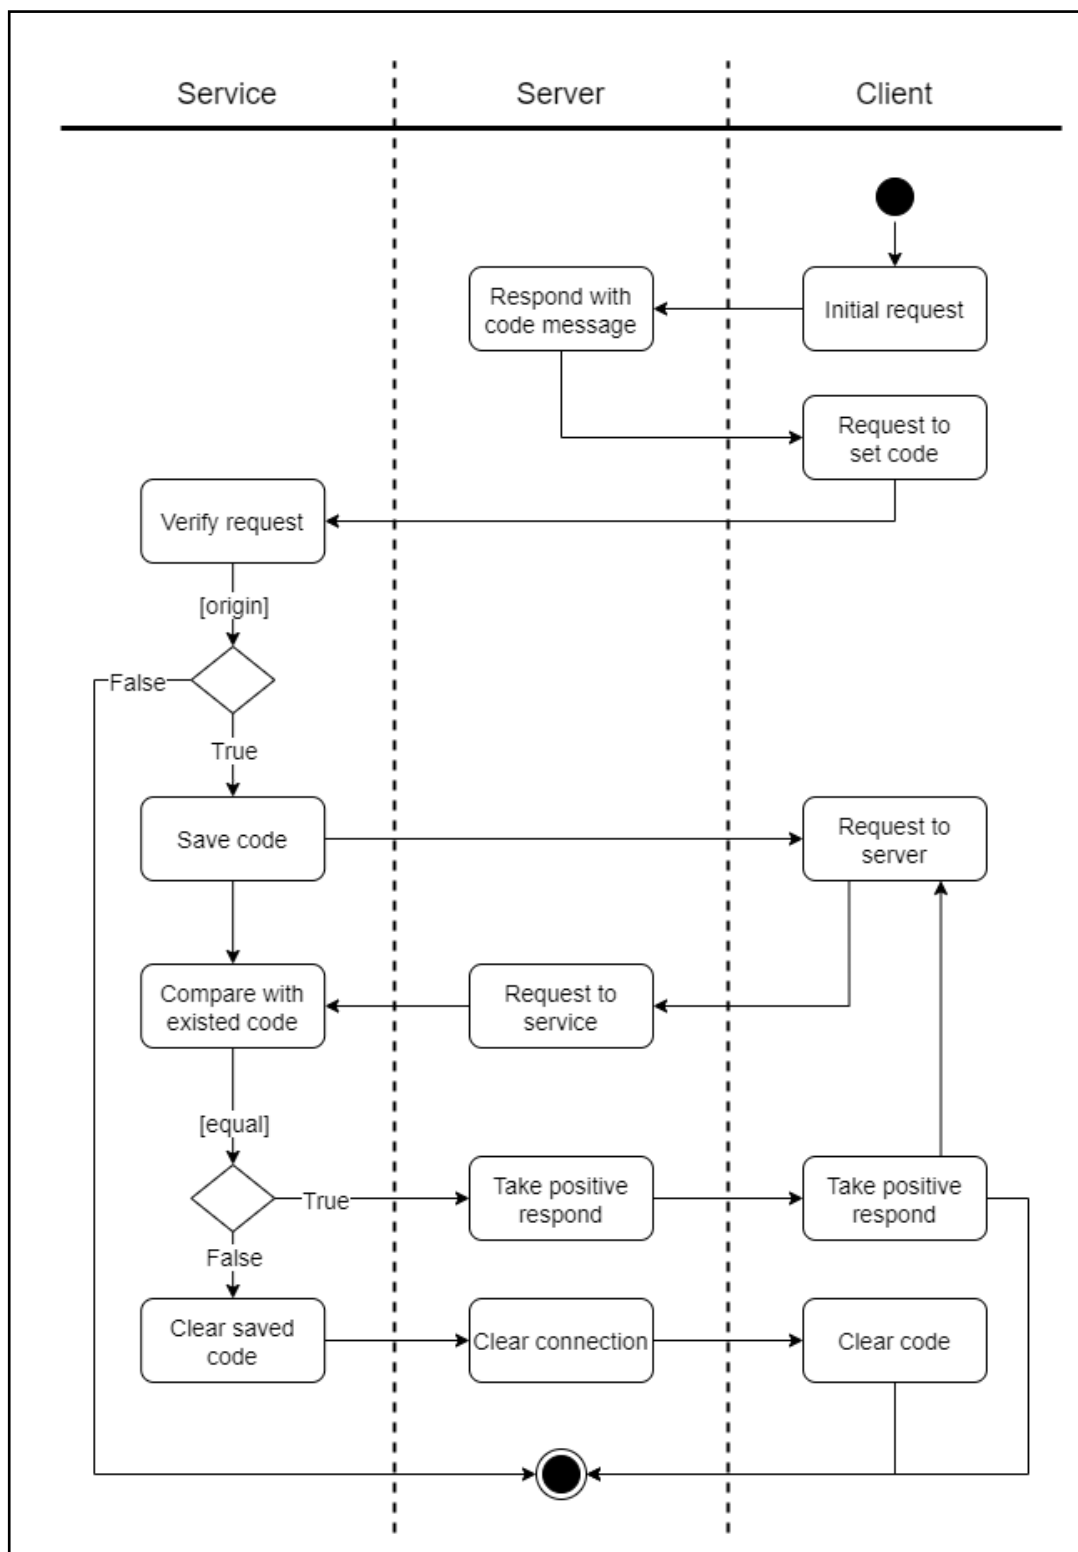 Service
Server
Client
Respond with
code message
Initial request
Request to
set code
Verify request
[origin]
False
True
Save code
Request to
server
Compare with
existed code
Request to
service
[equal]
True
Take positive
respond
Take positive
respond
False
Clear saved
code
Clear connection
Clear code